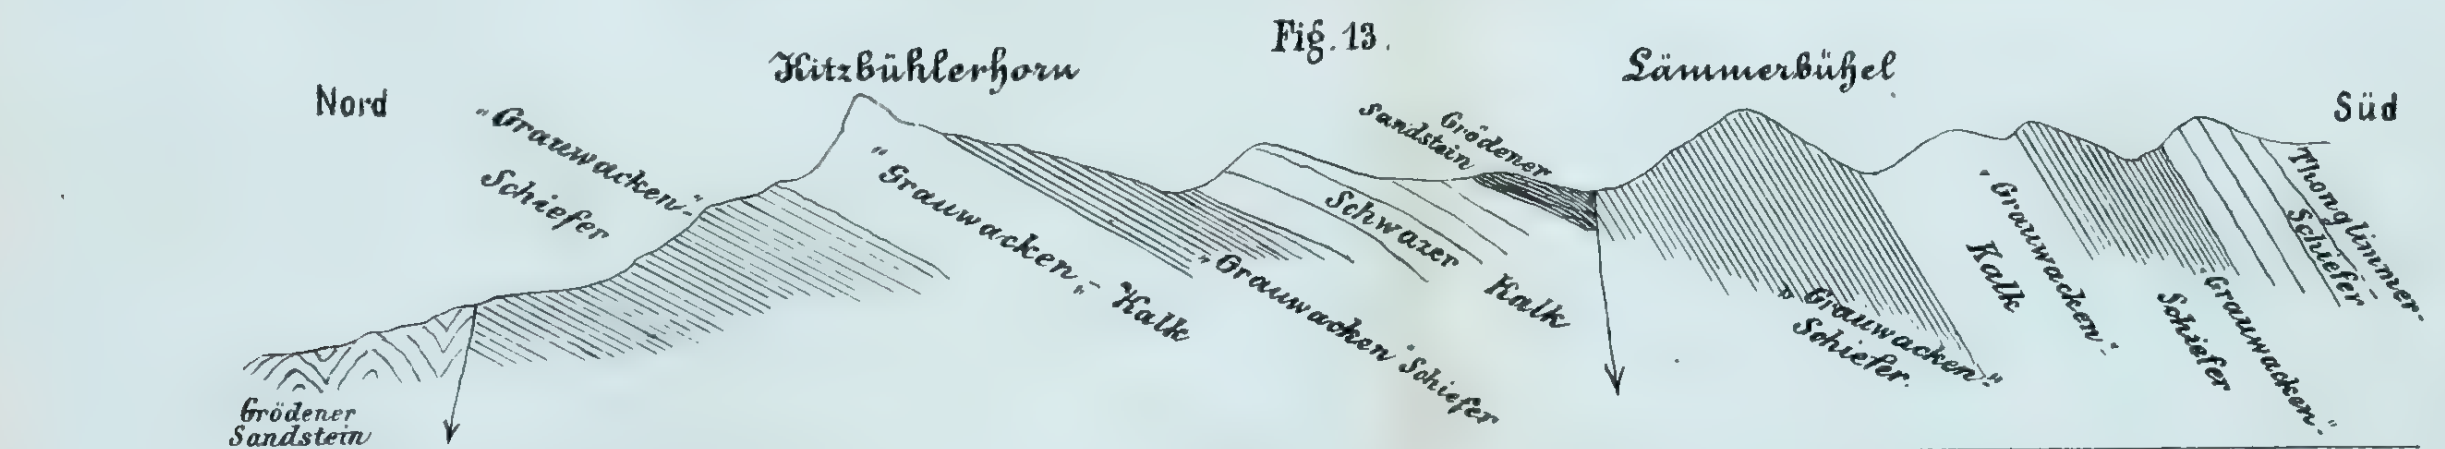 Fig. 13.
Kitzbühlerhorn
Lämmerbühel
Nord
Süd
"Grauwacken-"
Schiefer
"Grauwacken"-Kalk
"Grauwacken" Schiefer
Schwazer Kalk
Grödener
Sandstein
"Grauwacken"
Schiefer.
"Grauwacken"-
Kalk
"Grauwacken"-
Schiefer
Thonglimmer-
Schiefer
Grödener
Sandstein